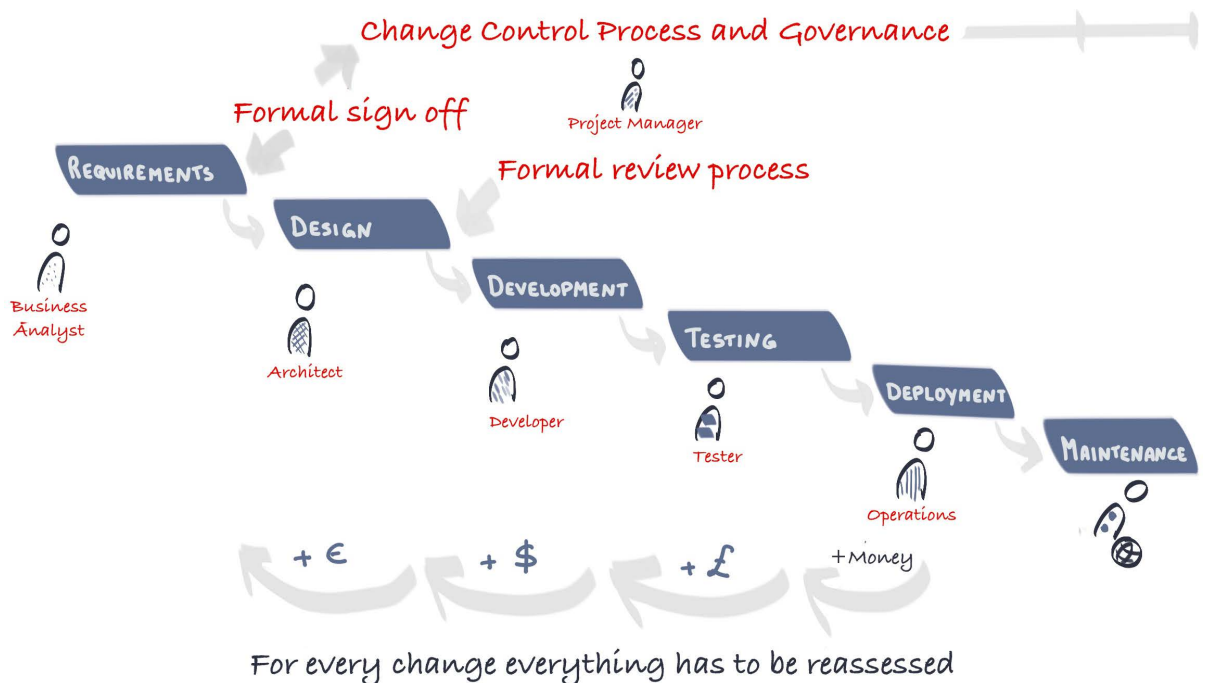 Change Control Process and Governance
Project Manager
Formal sign off
Formal review process
REQUIREMENTS
Business
Analyst
DESIGN
Architect
DEVELOPMENT
Developer
TESTING
Tester
DEPLOYMENT
Operations
MAINTENANCE
+ €
+ $
+ £
+Money
For every change everything has to be reassessed